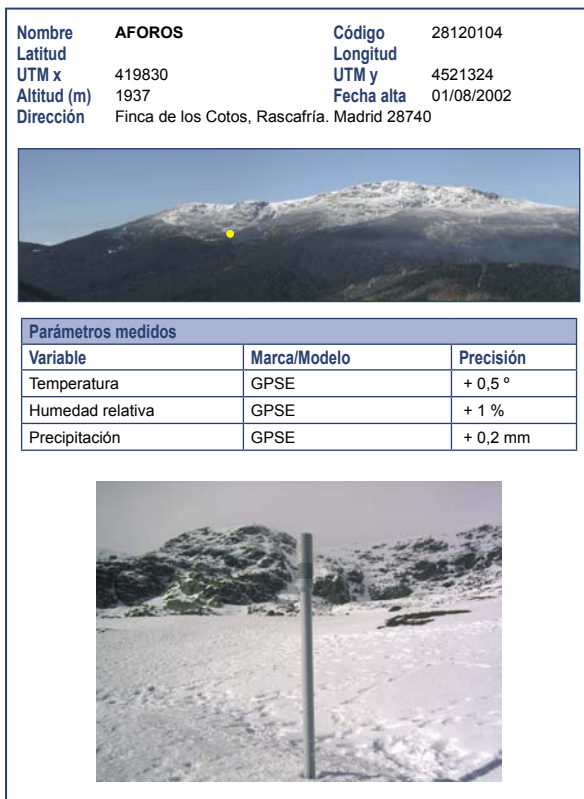 Nombre AFOROS Código 28120104
Latitud Longitud
UTM x 419830 UTM y 4521324
Altitud (m) 1937 Fecha alta 01/08/2002
Dirección Finca de los Cotos, Rascafría. Madrid 28740
Parámetros medidos
Variable Marca/Modelo Precisión
Temperatura GPSE + 0,5 º
Humedad relativa GPSE + 1 %
Precipitación GPSE + 0,2 mm